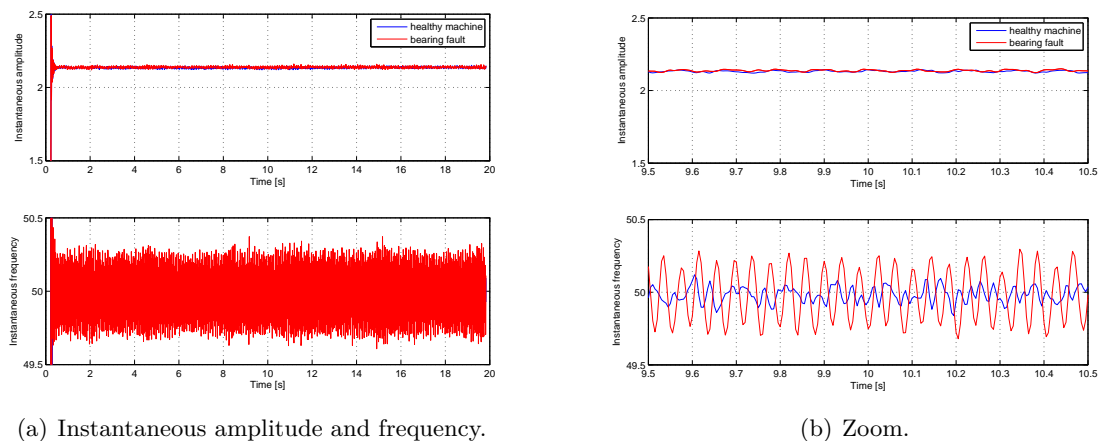 2.5
healthy machine
bearing fault
Instantaneous amplitude
2
1.5
0 2 4 6 8 10 12 14 16 18 20
Time [s]
50.5
Instantaneous frequency
50
49.5
0 2 4 6 8 10 12 14 16 18 20
Time [s]
(a) Instantaneous amplitude and frequency.
2.5
healthy machine
bearing fault
Instantaneous amplitude
2
1.5
9.5 9.6 9.7 9.8 9.9 10 10.1 10.2 10.3 10.4 10.5
Time [s]
50.5
Instantaneous frequency
50
49.5
9.5 9.6 9.7 9.8 9.9 10 10.1 10.2 10.3 10.4 10.5
Time [s]
(b) Zoom.